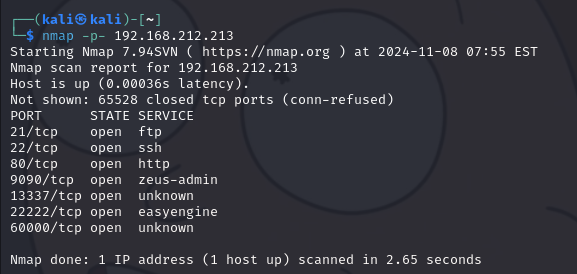 ┌──(kali㉿kali)-[~]
└─$ nmap -p- 192.168.212.213
Starting Nmap 7.94SVN ( https://nmap.org ) at 2024-11-08 07:55 EST
Nmap scan report for 192.168.212.213
Host is up (0.00036s latency).
Not shown: 65528 closed tcp ports (conn-refused)
PORT      STATE SERVICE
21/tcp    open  ftp
22/tcp    open  ssh
80/tcp    open  http
9090/tcp  open  zeus-admin
13337/tcp open  unknown
22222/tcp open  easyengine
60000/tcp open  unknown

Nmap done: 1 IP address (1 host up) scanned in 2.65 seconds